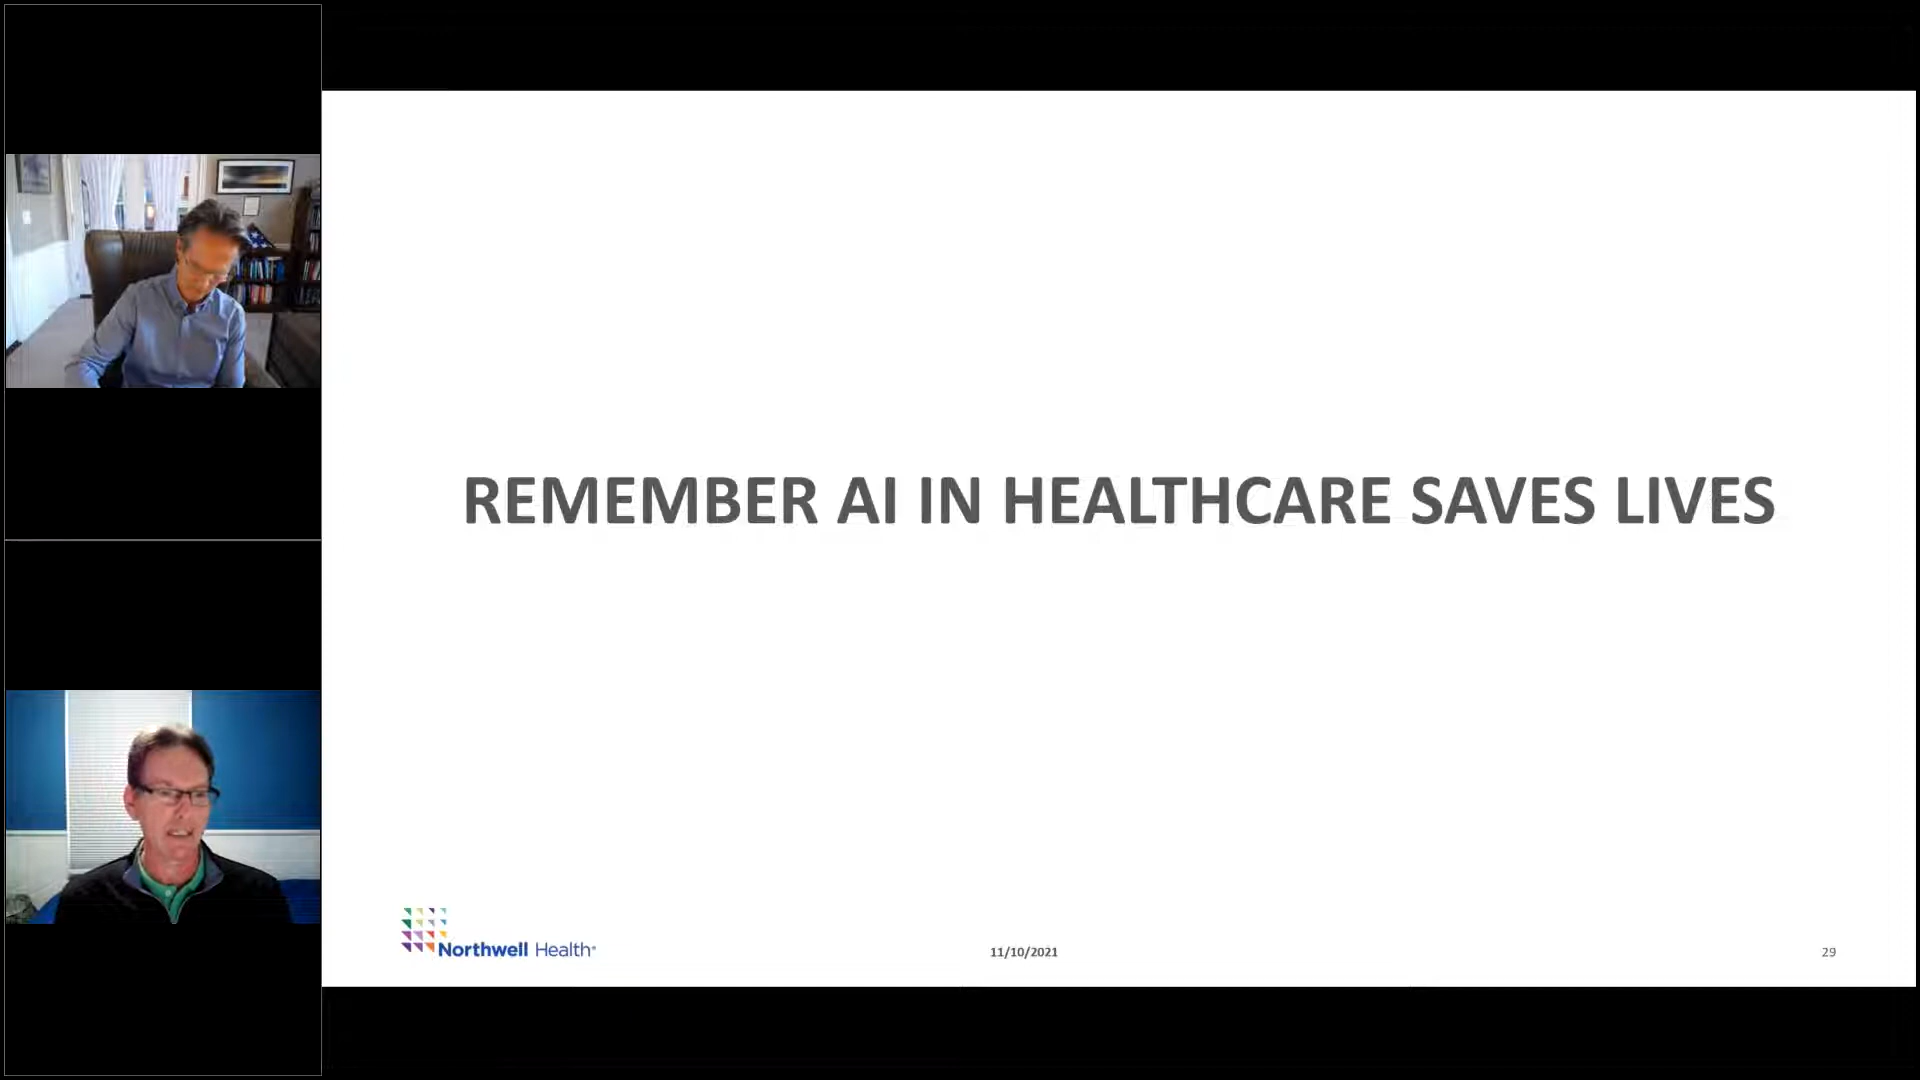 REMEMBER AI IN HEALTHCARE SAVES LIVES
Northwell Health®
11/10/2021
29